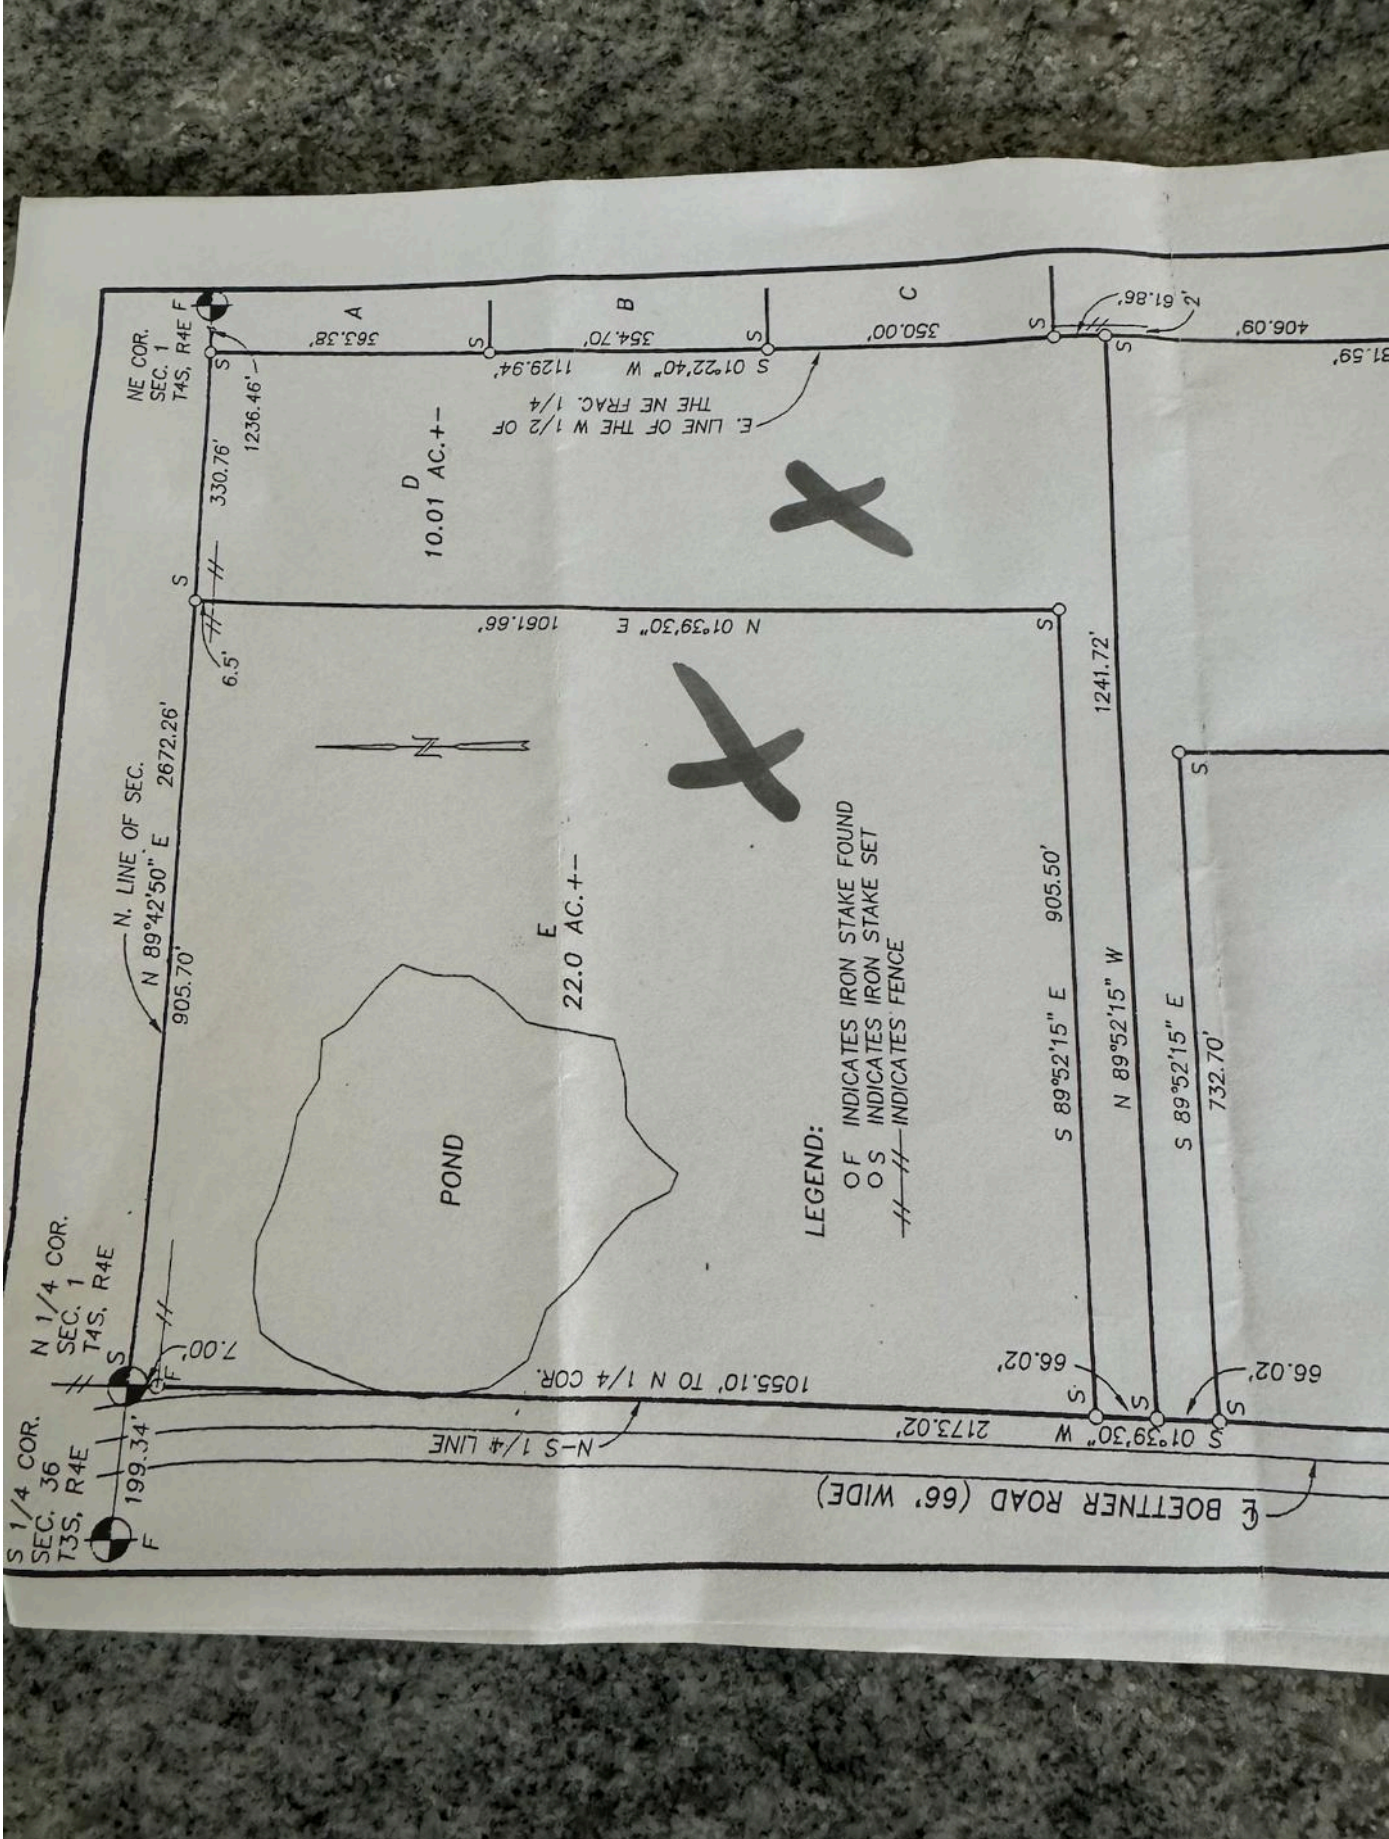 S 1/4 COR.
SEC. 36
T3S, R4E
F
199.34'
N 1/4 COR.
SEC. 1
T4S, R4E
S
F
7.00'
N. LINE OF SEC.
N 89°42'50" E 2672.26'
905.70'
6.5'
S
330.76'
1236.46'
NE COR.
SEC. 1
T4S, R4E
F
S
A
363.38'
S
B
354.70'
S
C
350.00'
S
61.86'
2'
S
406.09'
S 01°22'40" W 1129.94'
E. LINE OF THE W 1/2 OF
THE NE FRAC. 1/4
D
10.01 AC.+-
N 01°39'30" E 1061.66'
N
E
22.0 AC.+-
POND
LEGEND:
O F INDICATES IRON STAKE FOUND
O S INDICATES IRON STAKE SET
—//—//— INDICATES FENCE
1055.10' TO N 1/4 COR.
N-S 1/4 LINE
2173.02'
S 01°39'30" W
℄ BOETTNER ROAD (66' WIDE)
S
S 89°52'15" E 905.50'
S
66.02'
S
N 89°52'15" W 1241.72'
66.02'
S
S 89°52'15" E
732.70'
S